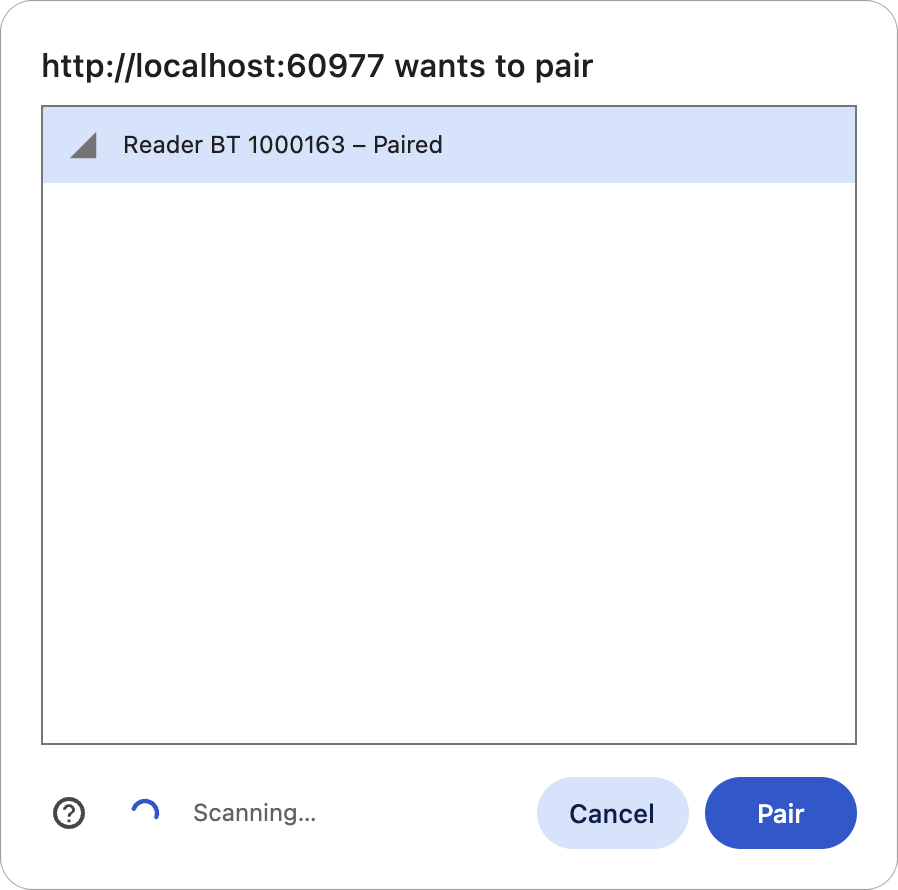 http://localhost:60977 wants to pair
Reader BT 1000163 – Paired
Scanning...
Cancel
Pair